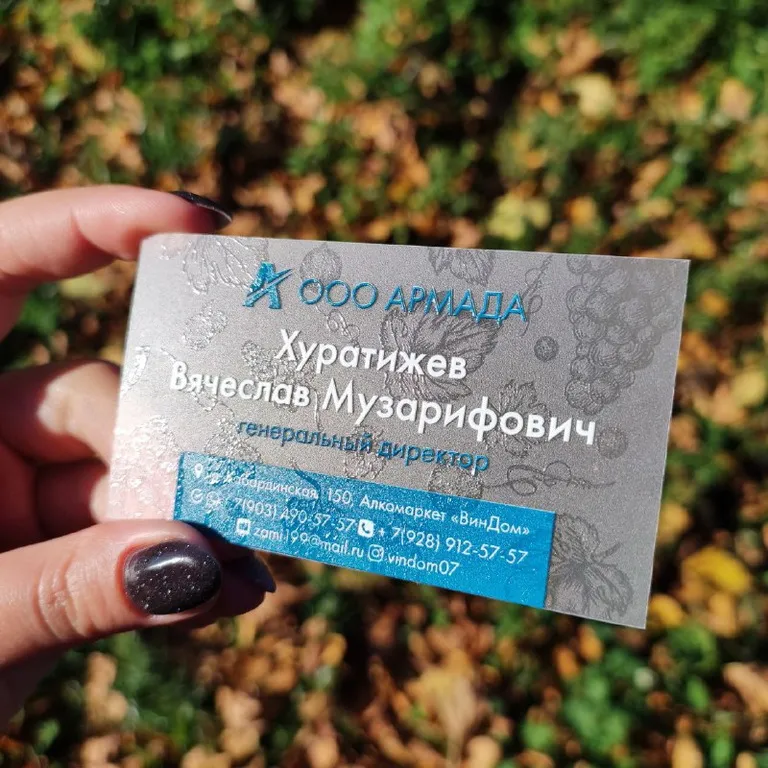 ООО АРМАДА
Хуратижев
Вячеслав Музарифович
генеральный директор
150, Алкомаркет «ВинДом»
7(903) 490-57-57 + 7(928) 912-57-57
@mail.ru vindom07